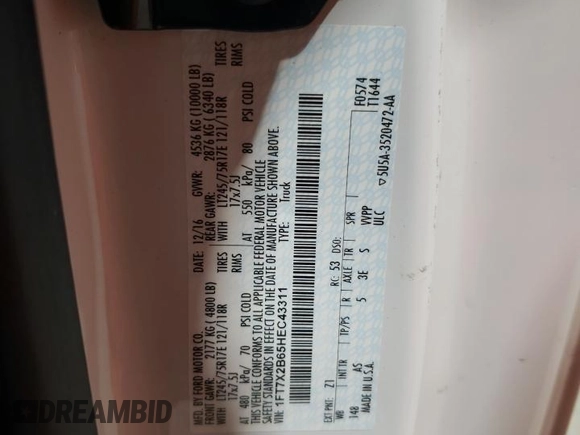 MFD. BY FORD MOTOR CO.
DATE: 12/16 GVWR: 4536 KG (10000 LB)
FRONT GAWR: 2177 KG (4800 LB)
REAR GAWR: 2876 KG (6340 LB)
WITH LT245/75R17E 121/118R TIRES
17x7.5J RIMS
AT 480 kPa/ 70 PSI COLD
WITH LT245/75R17E 121/118R TIRES
17x7.5J RIMS
AT 550 kPa/ 80 PSI COLD
THIS VEHICLE CONFORMS TO ALL APPLICABLE FEDERAL MOTOR VEHICLE
SAFETY STANDARDS IN EFFECT ON THE DATE OF MANUFACTURE SHOWN ABOVE.
VIN: 1FT7X2B65HEC43311
TYPE: Truck
F0574
T1644
EXT PNT: Z1 RC: 53 DSO:
WB INT TR TP/PS R AXLE TR SPR
148 AS 5 3E S VVPP
ULC
MADE IN U.S.A.
▽5U5A-3520472-AA
DREAMBID